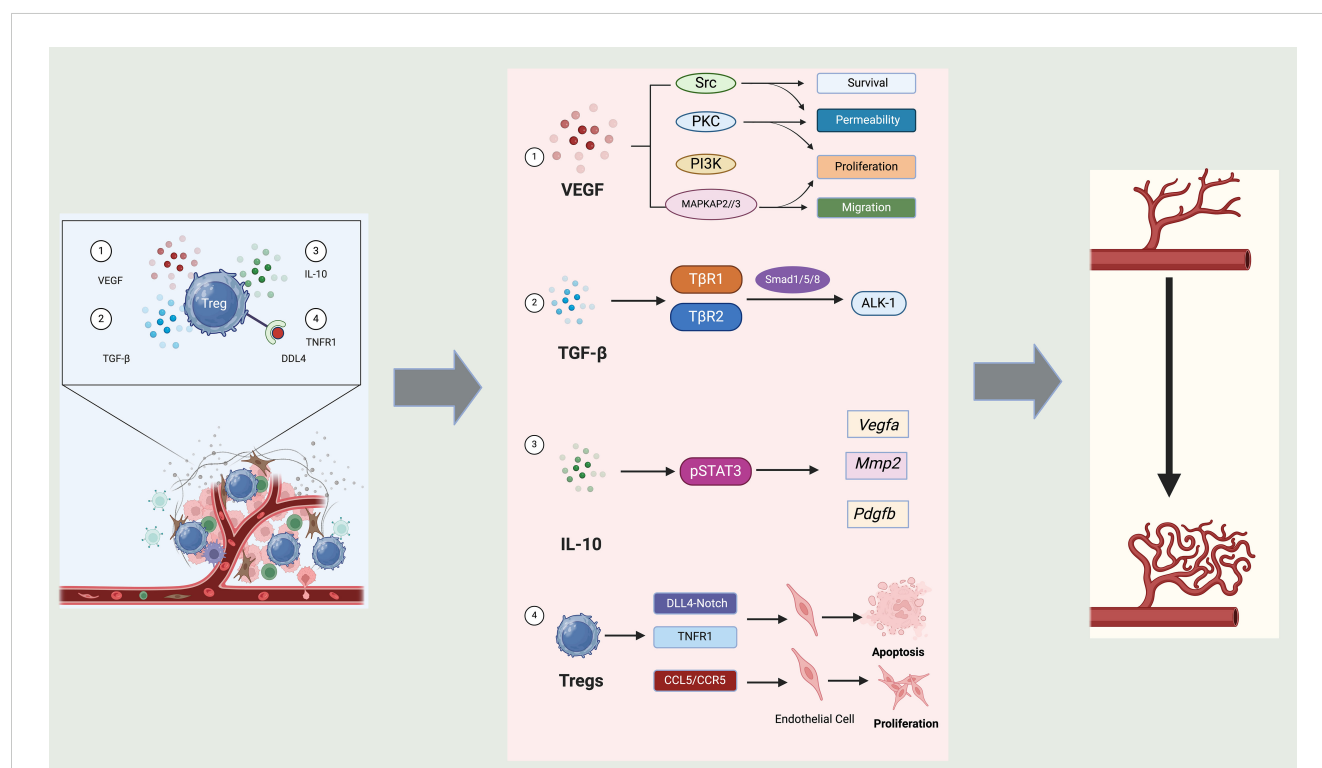 1
VEGF
2
TGF-β
Treg
3
IL-10
4
TNFR1
DDL4
1
VEGF
Src
PKC
PI3K
MAPKAP2//3
Survival
Permeability
Proliferation
Migration
2
TGF-β
TβR1
TβR2
Smad1/5/8
ALK-1
3
IL-10
pSTAT3
Vegfa
Mmp2
Pdgfb
4
Tregs
DLL4-Notch
TNFR1
CCL5/CCR5
Apoptosis
Endothelial Cell
Proliferation